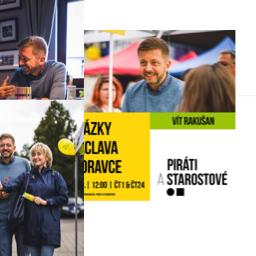 VÍT RAKUŠAN
ÁZKY
CLAVA
ORAVCE
12:00 | ČT1 & ČT24
PIRÁTI
A STAROSTOVÉ